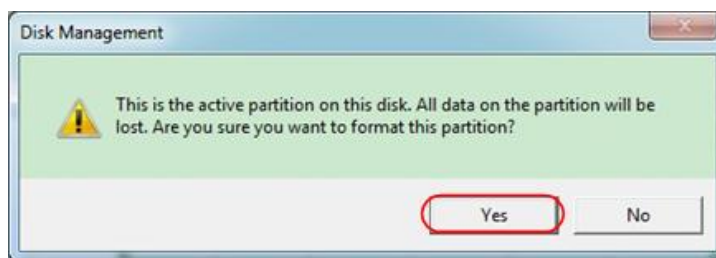 Disk Management
This is the active partition on this disk. All data on the partition will be
lost. Are you sure you want to format this partition?
Yes
No